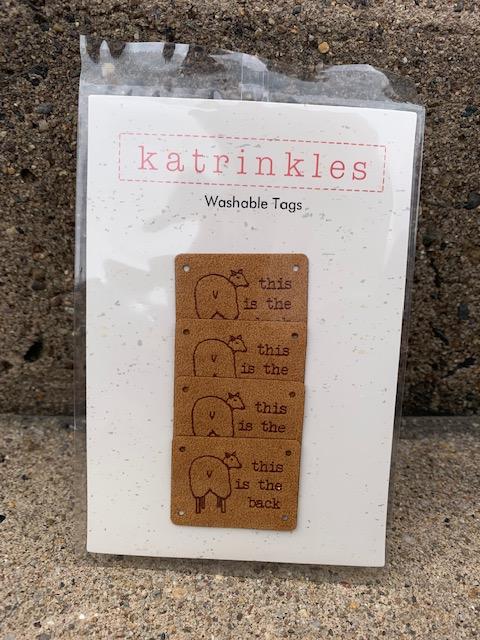 katrinkles
Washable Tags
this
is the
this
is the
this
is the
this
is the
back